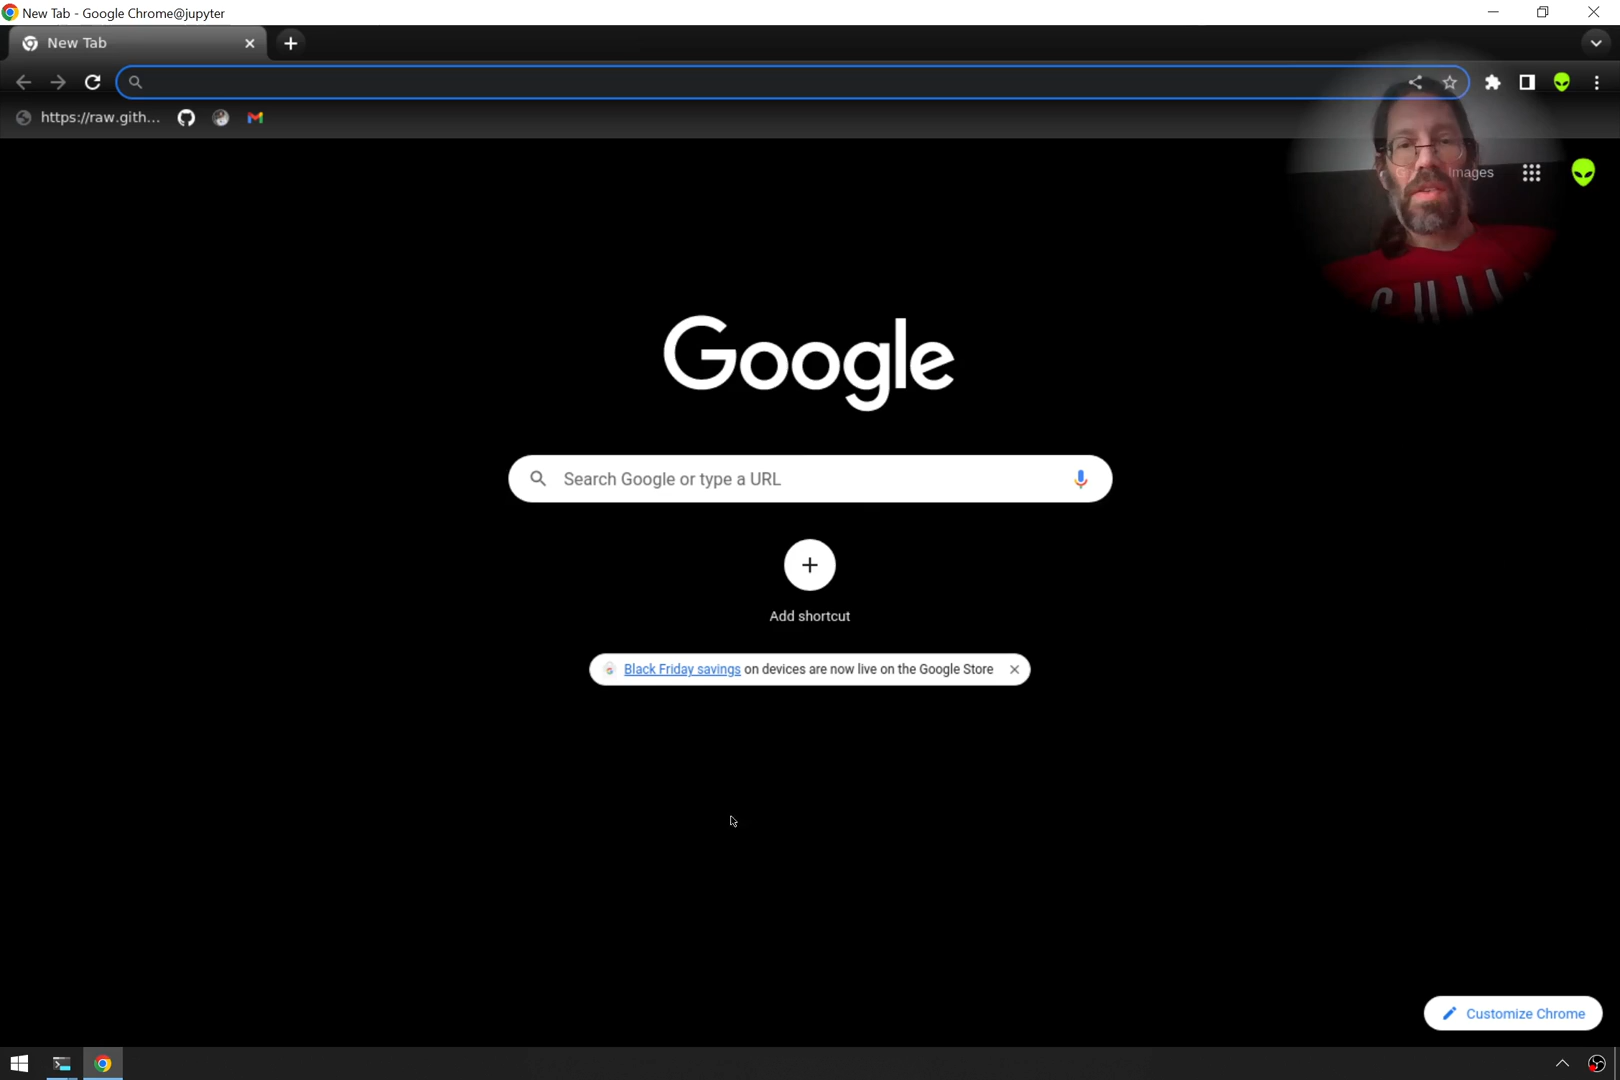 New Tab - Google Chrome@jupyter
New Tab
https://raw.gith...
Images
Google
Search Google or type a URL
Add shortcut
Black Friday savings on devices are now live on the Google Store
Customize Chrome